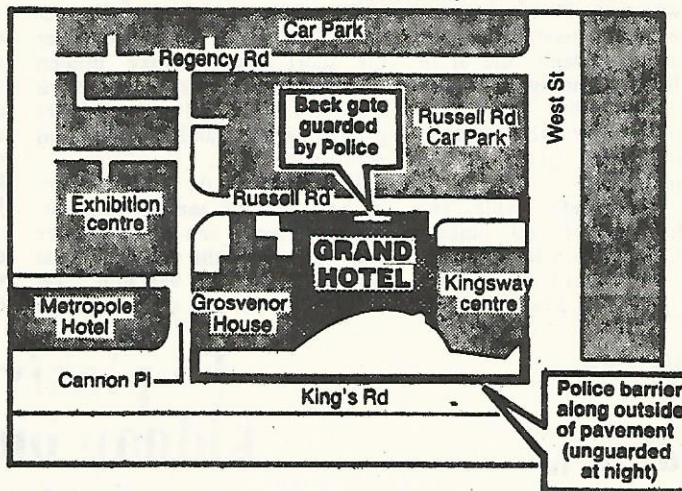 Car Park
Regency Rd
Back gate
guarded
by Police
Russell Rd
Car Park
West St
Russell Rd
Exhibition
centre
GRAND
HOTEL
Metropole
Hotel
Grosvenor
House
Kingsway
centre
Cannon Pl
King's Rd
Police barrier
along outside
of pavement
(unguarded
at night)